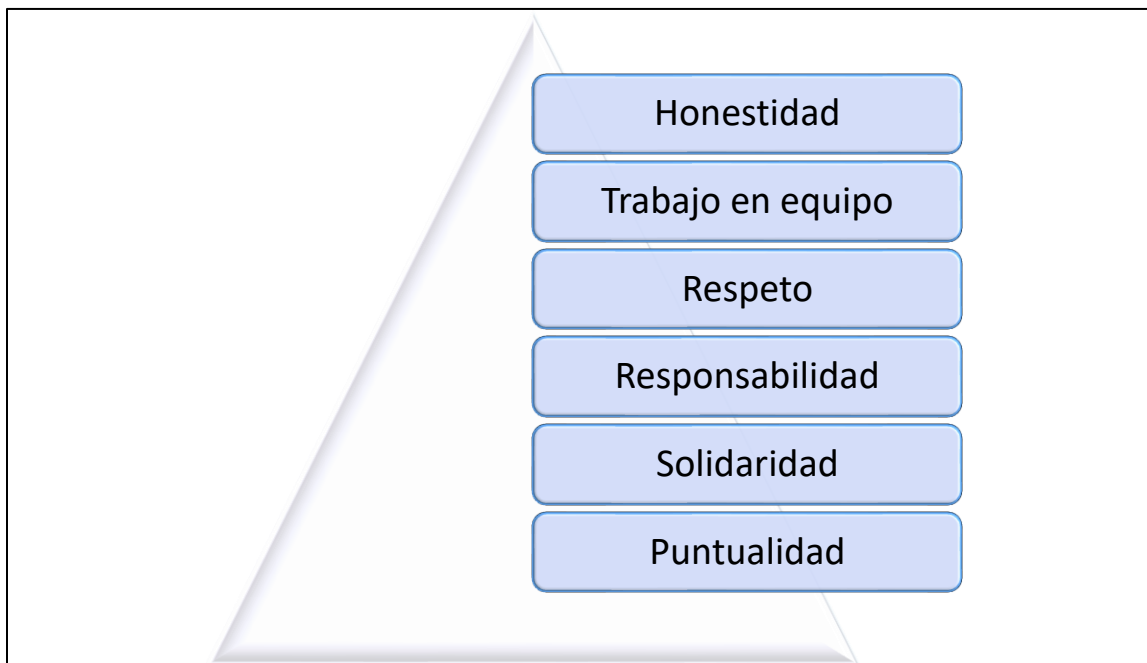 Honestidad
Trabajo en equipo
Respeto
Responsabilidad
Solidaridad
Puntualidad